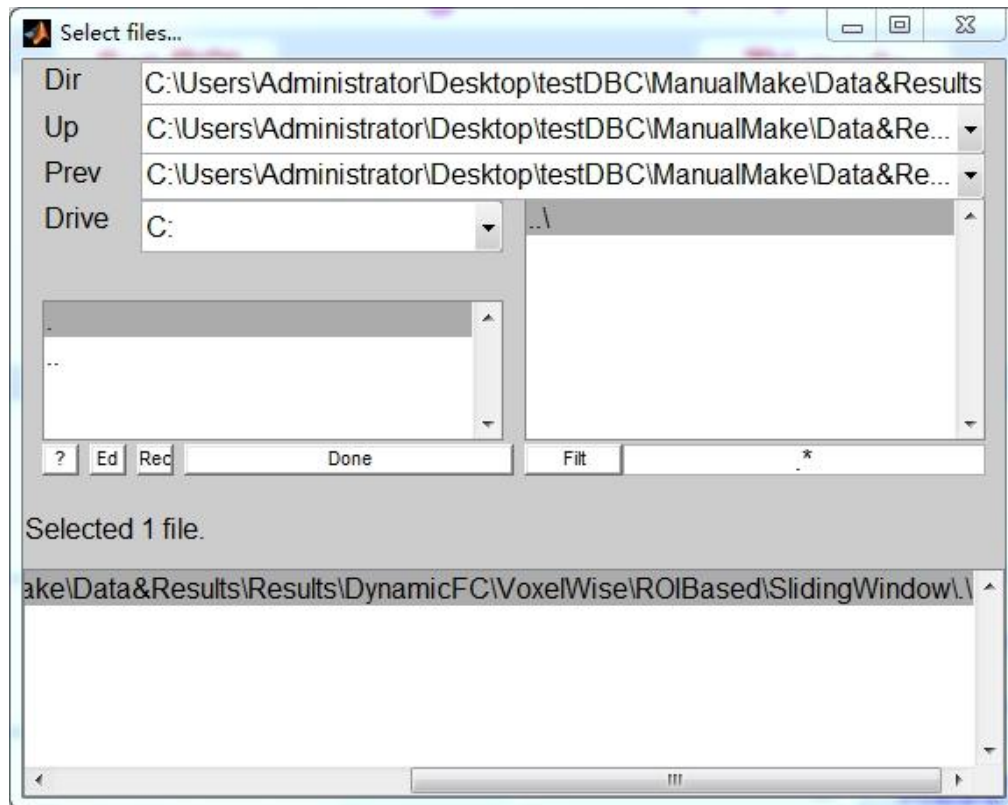 Select files...
Dir C:\Users\Administrator\Desktop\testDBC\ManualMake\Data&Results
Up C:\Users\Administrator\Desktop\testDBC\ManualMake\Data&Re...
Prev C:\Users\Administrator\Desktop\testDBC\ManualMake\Data&Re...
Drive C: ..\
.
..
? Ed Rec Done Filt .*
Selected 1 file.
ake\Data&Results\Results\DynamicFC\VoxelWise\ROIBased\SlidingWindow\.\